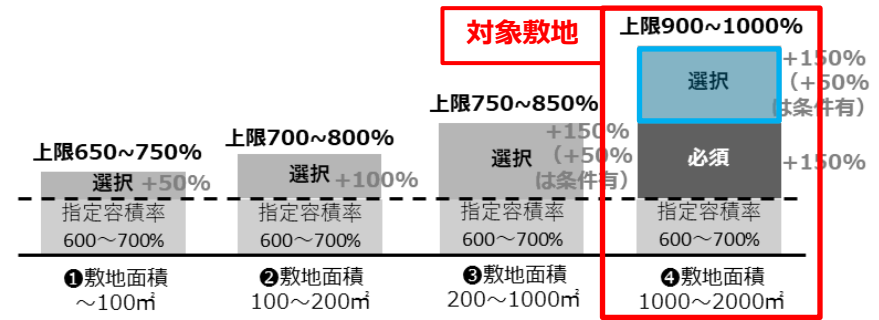 対象敷地
上限900~1000%
+150%
（+50%
は条件有）
選択
上限750~850%
+150%
（+50%
は条件有）
選択
必須
+150%
上限700~800%
上限650~750%
選択 +50%
選択 +100%
指定容積率
600～700%
指定容積率
600～700%
指定容積率
600～700%
指定容積率
600～700%
❶敷地面積
～100㎡
❷敷地面積
100～200㎡
❸敷地面積
200～1000㎡
❹敷地面積
1000～2000㎡